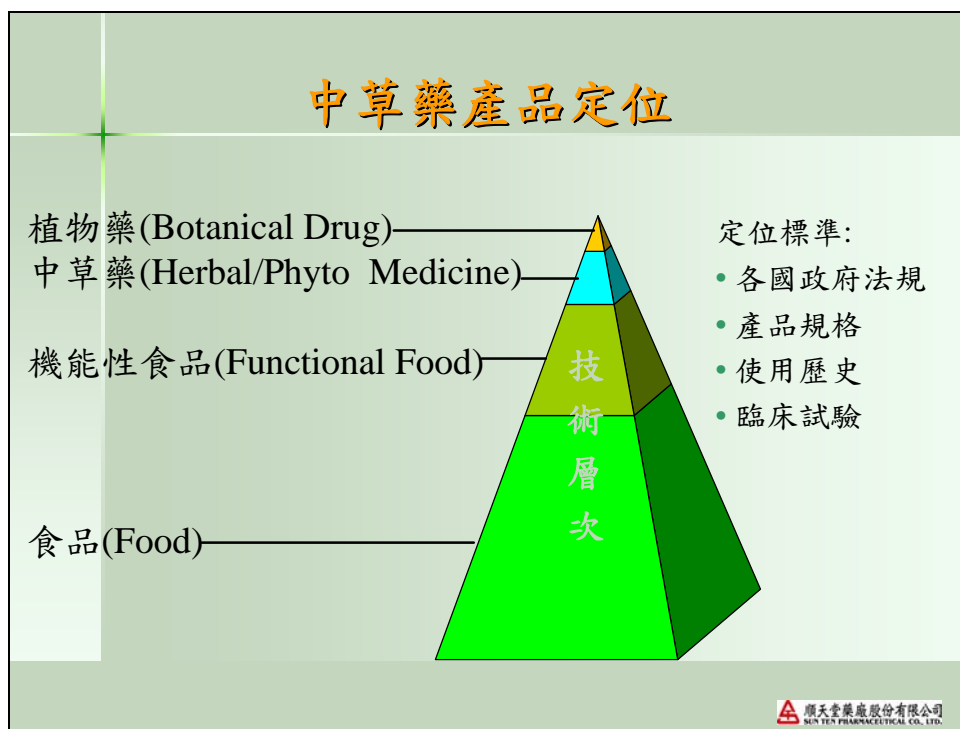 中草藥產品定位
植物藥(Botanical Drug)
中草藥(Herbal/Phyto Medicine)
機能性食品(Functional Food)
食品(Food)
技
術
層
次
定位標準:
• 各國政府法規
• 產品規格
• 使用歷史
• 臨床試驗
順天堂藥廠股份有限公司
SUN TEN PHARMACEUTICAL CO., LTD.